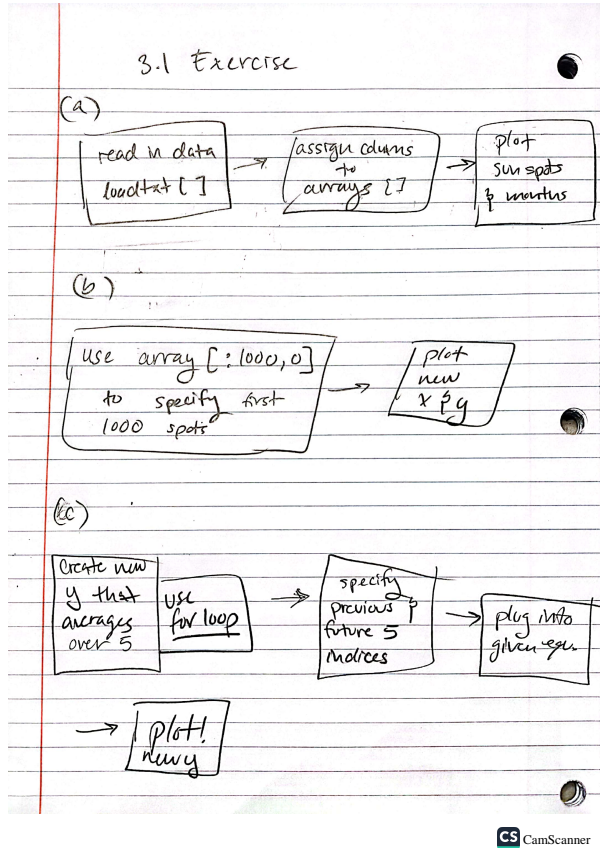 3.1 Exercise
(a)
read in data
loadtxt [ ]
assign colums
to
arrays []
plot
sun spots
& months
(b)
use array [:1000,0]
to specify first
1000 spots
plot
new
x & y
(c)
Create new
y that
averages
over 5
use
for loop
specify
previous &
future 5
indices
plug into
given eqn.
plot!
new y
CS CamScanner